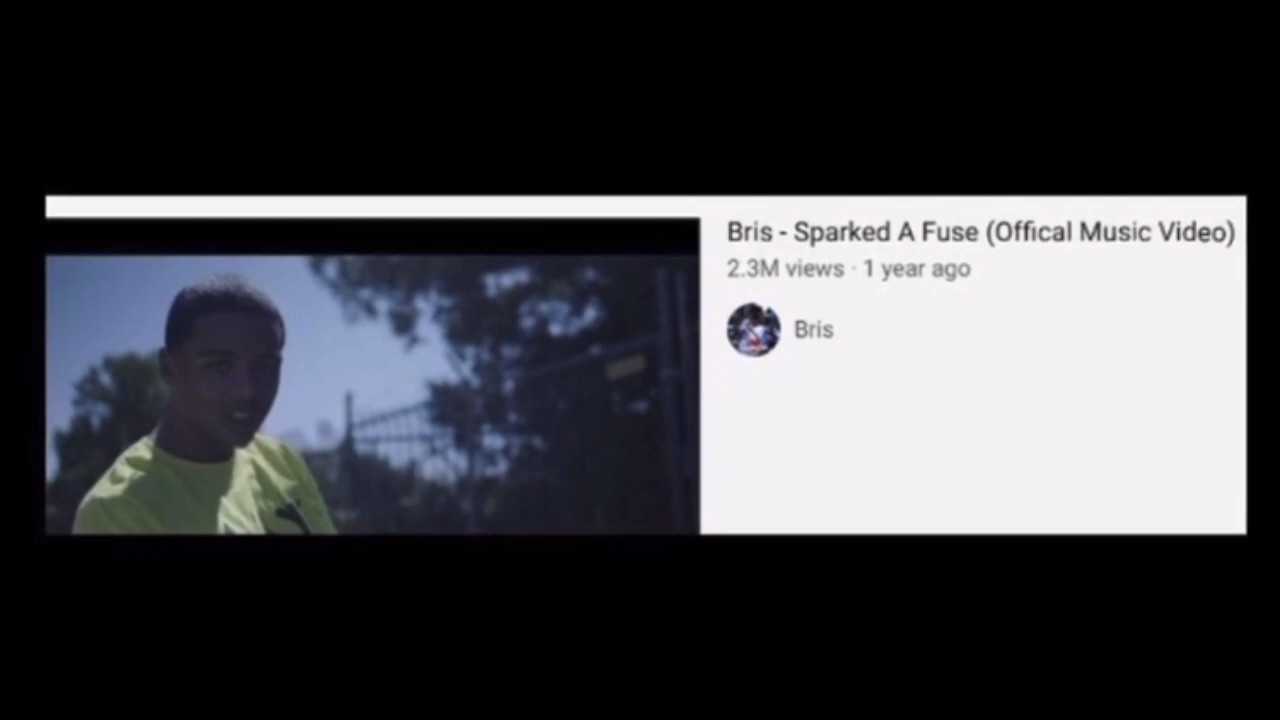 Bris - Sparked A Fuse (Offical Music Video)
2.3M views · 1 year ago
Bris